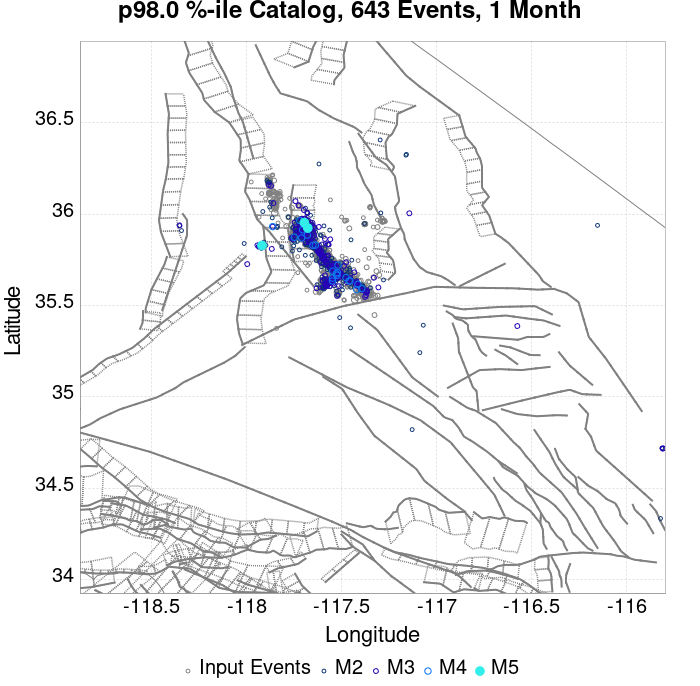 p98.0 %-ile Catalog, 643 Events, 1 Month
36.5
36
35.5
35
34.5
34
Latitude
-118.5 -118 -117.5 -117 -116.5 -116
Longitude
Input Events M2 M3 M4 M5